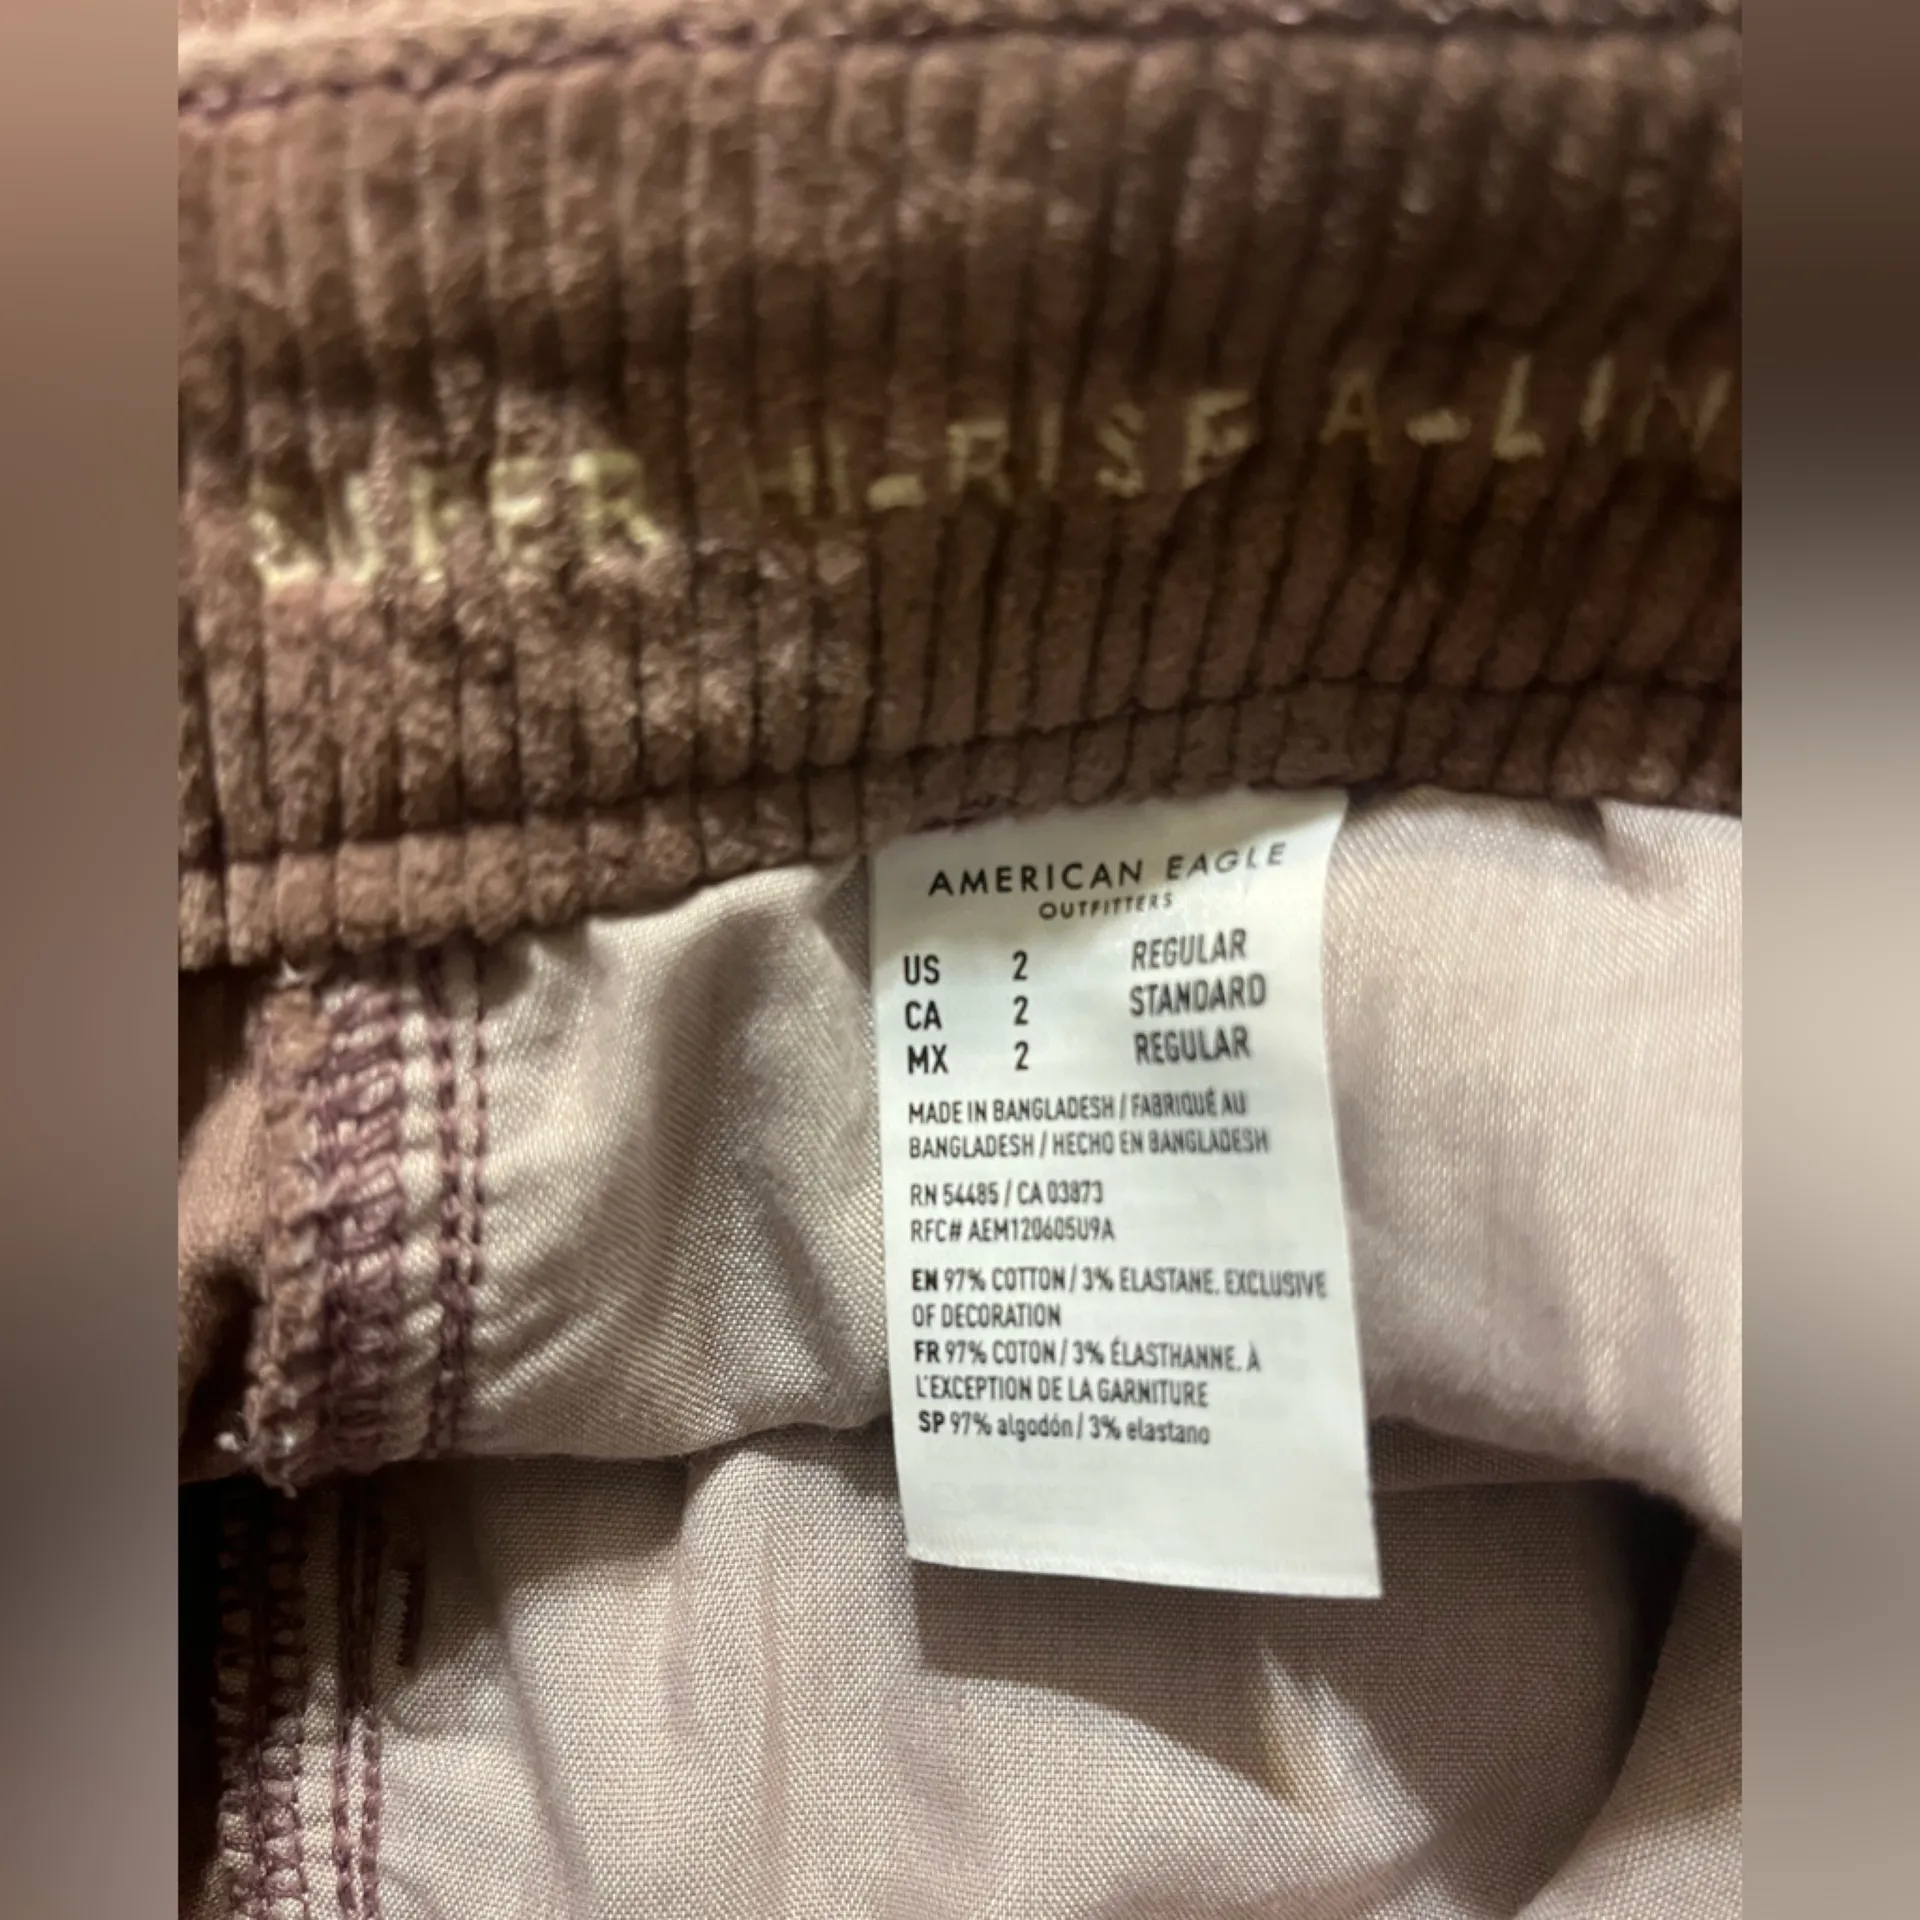 SUPER HI-RISE A-LIN
AMERICAN EAGLE
OUTFITTERS
US 2 REGULAR
CA 2 STANDARD
MX 2 REGULAR
MADE IN BANGLADESH / FABRIQUÉ AU
BANGLADESH / HECHO EN BANGLADESH
RN 54485 / CA 03873
RFC# AEM120605U9A
EN 97% COTTON / 3% ELASTANE. EXCLUSIVE
OF DECORATION
FR 97% COTON / 3% ÉLASTHANNE. À
L'EXCEPTION DE LA GARNITURE
SP 97% algodón / 3% elastano